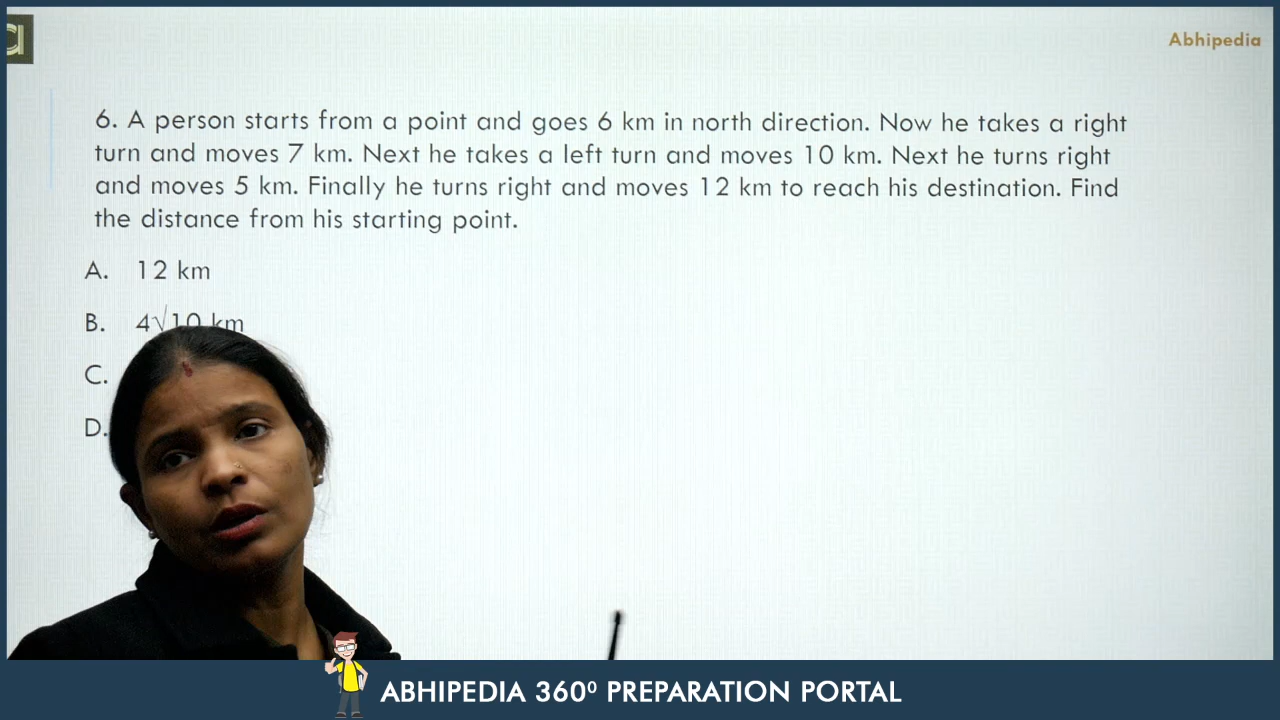 a
Abhipedia
6. A person starts from a point and goes 6 km in north direction. Now he takes a right
turn and moves 7 km. Next he takes a left turn and moves 10 km. Next he turns right
and moves 5 km. Finally he turns right and moves 12 km to reach his destination. Find
the distance from his starting point.
A. 12 km
B. 4√10 km
C.
D.
ABHIPEDIA 360⁰ PREPARATION PORTAL